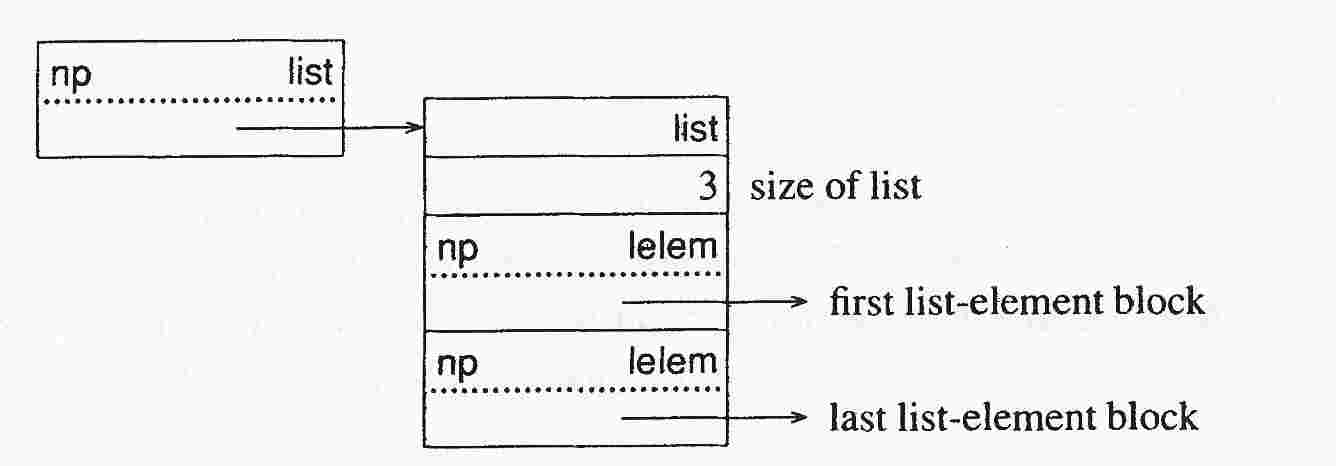 np list
list
3 size of list
np lelem
first list-element block
np lelem
last list-element block